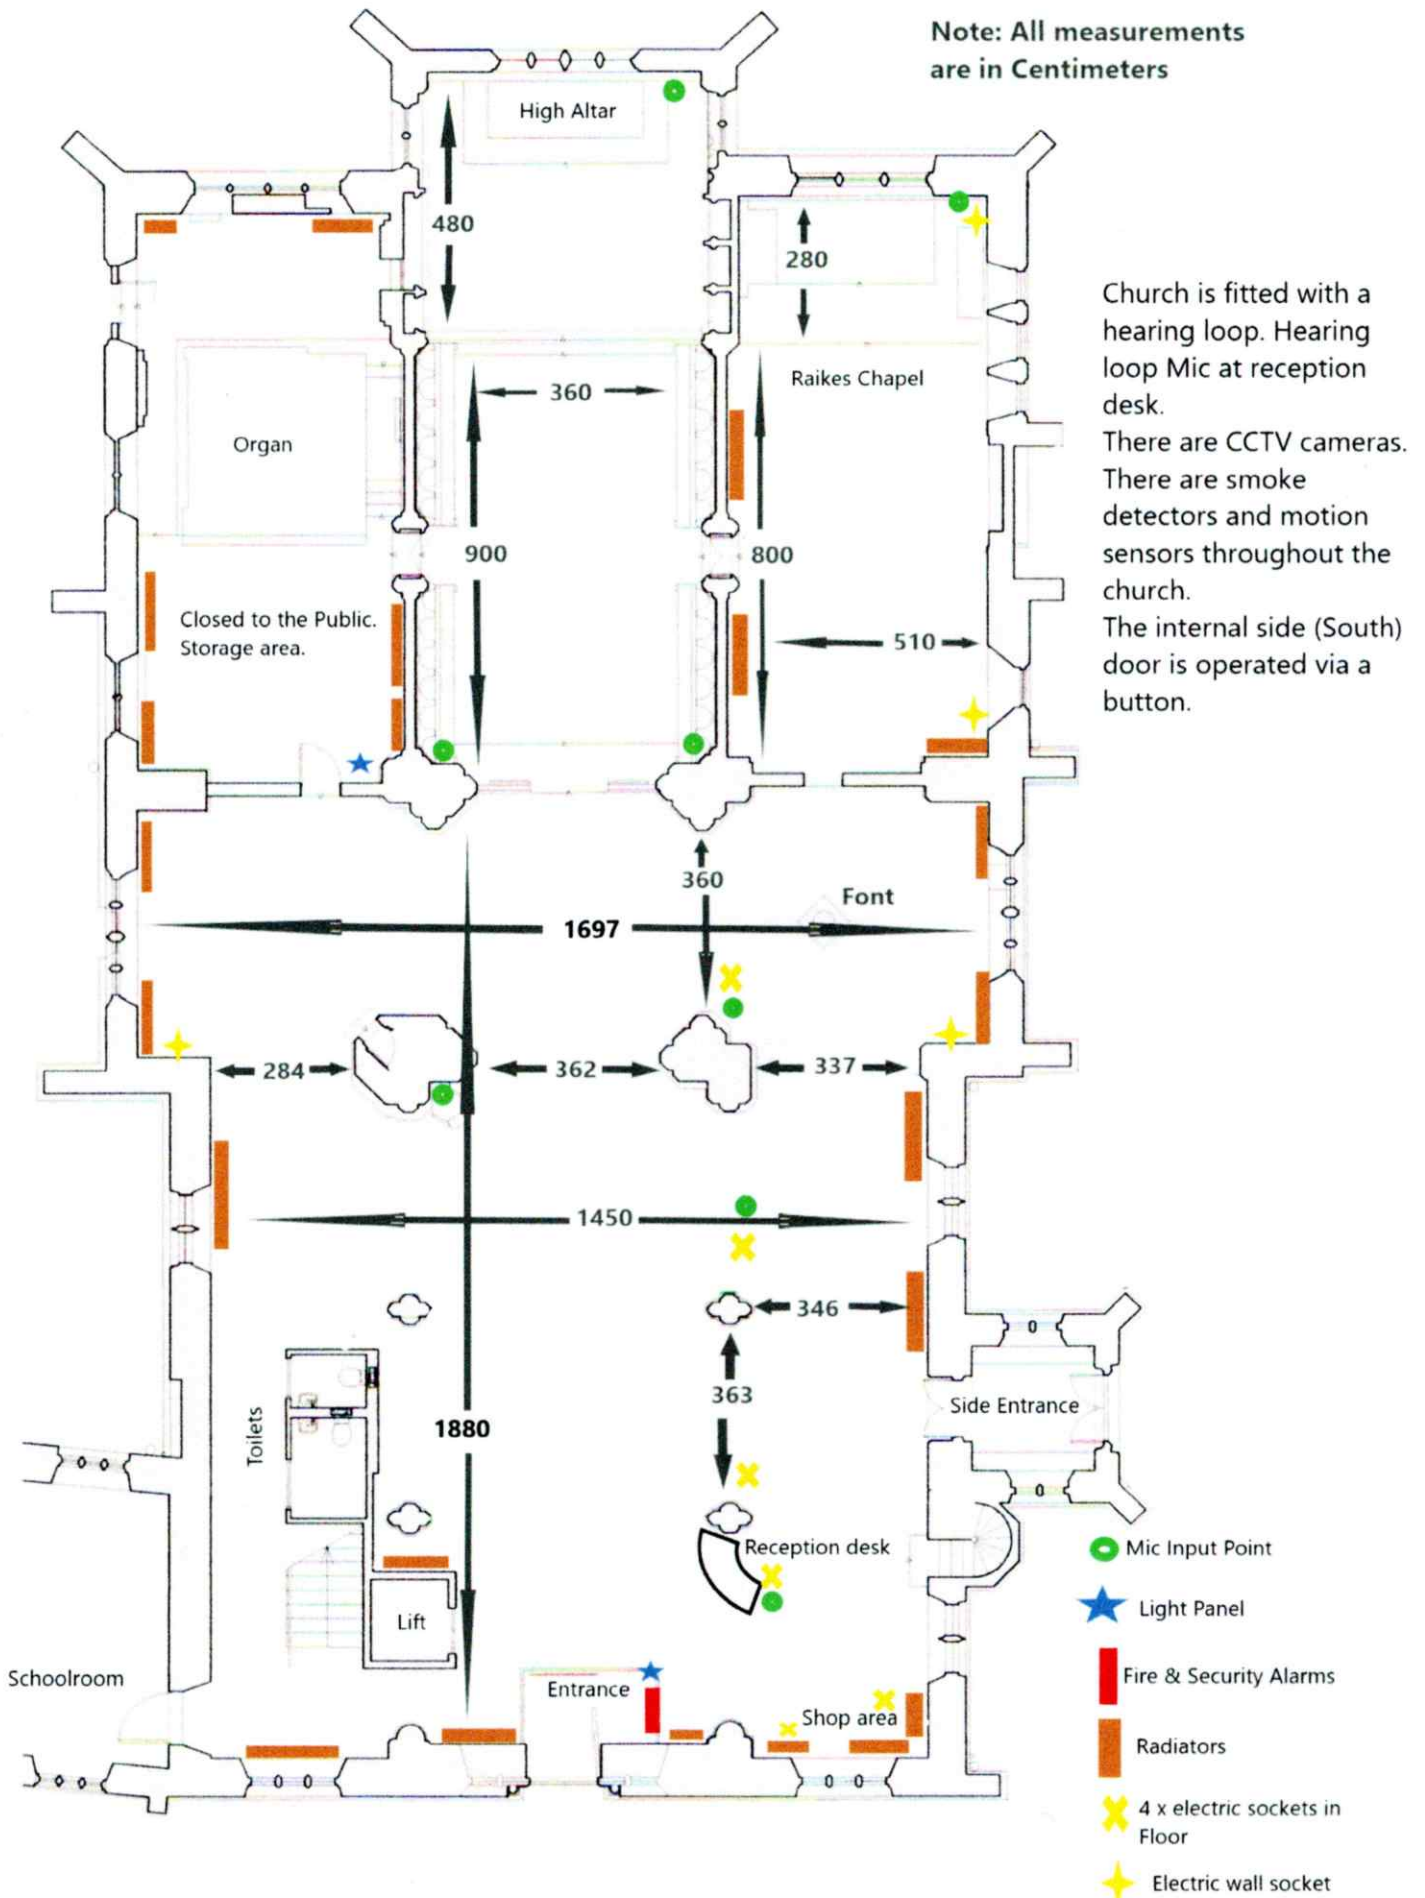 Note: All measurements
are in Centimeters
High Altar
480
280
Church is fitted with a
hearing loop. Hearing
loop Mic at reception
desk.
There are CCTV cameras.
There are smoke
detectors and motion
sensors throughout the
church.
The internal side (South)
door is operated via a
button.
360
Raikes Chapel
Organ
900
800
Closed to the Public.
Storage area.
510
360
Font
1697
284
362
337
1450
346
363
Side Entrance
Toilets
1880
Reception desk
Lift
Schoolroom
Entrance
Shop area
Mic Input Point
Light Panel
Fire & Security Alarms
Radiators
4 x electric sockets in
Floor
Electric wall socket